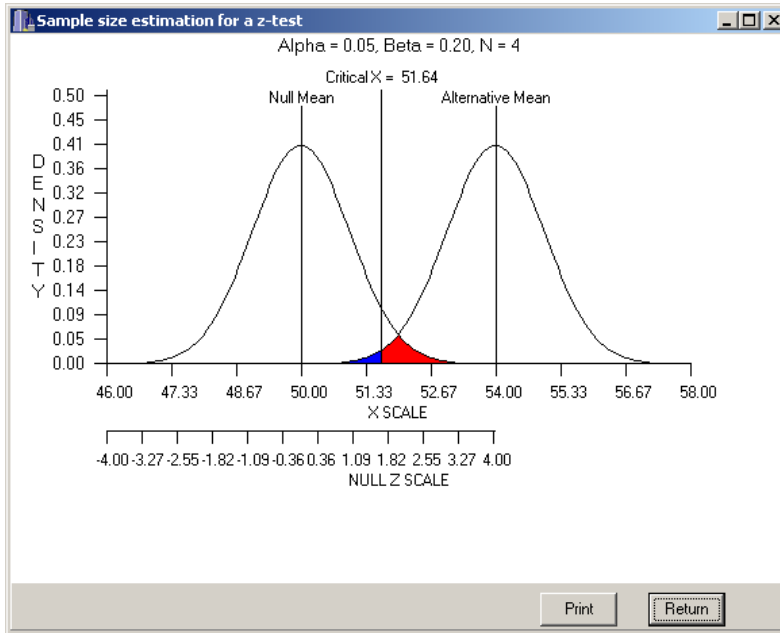 Sample size estimation for a z-test
Alpha = 0.05, Beta = 0.20, N = 4
Critical X = 51.64
Null Mean
Alternative Mean
DENSITY
0.50
0.45
0.41
0.36
0.32
0.27
0.23
0.18
0.14
0.09
0.05
0.00
46.00 47.33 48.67 50.00 51.33 52.67 54.00 55.33 56.67 58.00
X SCALE
-4.00 -3.27 -2.55 -1.82 -1.09 -0.36 0.36 1.09 1.82 2.55 3.27 4.00
NULL Z SCALE
Print
Return